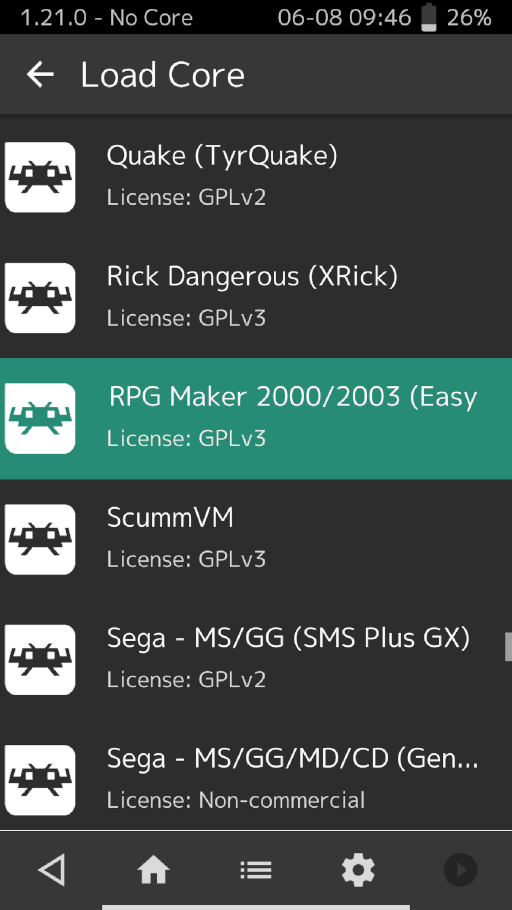 1.21.0 - No Core 06-08 09:46 26%
Load Core
Quake (TyrQuake)
License: GPLv2
Rick Dangerous (XRick)
License: GPLv3
RPG Maker 2000/2003 (Easy
License: GPLv3
ScummVM
License: GPLv3
Sega - MS/GG (SMS Plus GX)
License: GPLv2
Sega - MS/GG/MD/CD (Gen...
License: Non-commercial